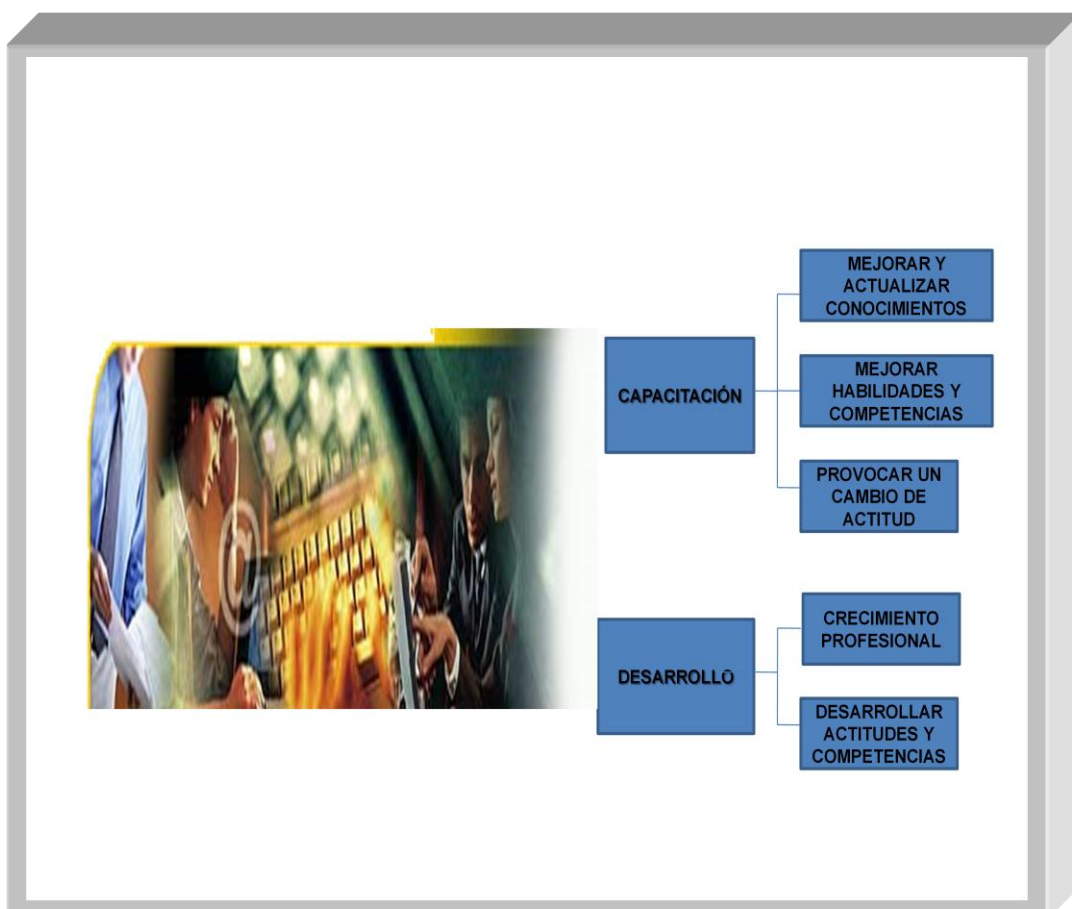 MEJORAR Y
ACTUALIZAR
CONOCIMIENTOS
CAPACITACIÓN
MEJORAR
HABILIDADES Y
COMPETENCIAS
PROVOCAR UN
CAMBIO DE
ACTITUD
@
CRECIMIENTO
PROFESIONAL
DESARROLLO
DESARROLLAR
ACTITUDES Y
COMPETENCIAS